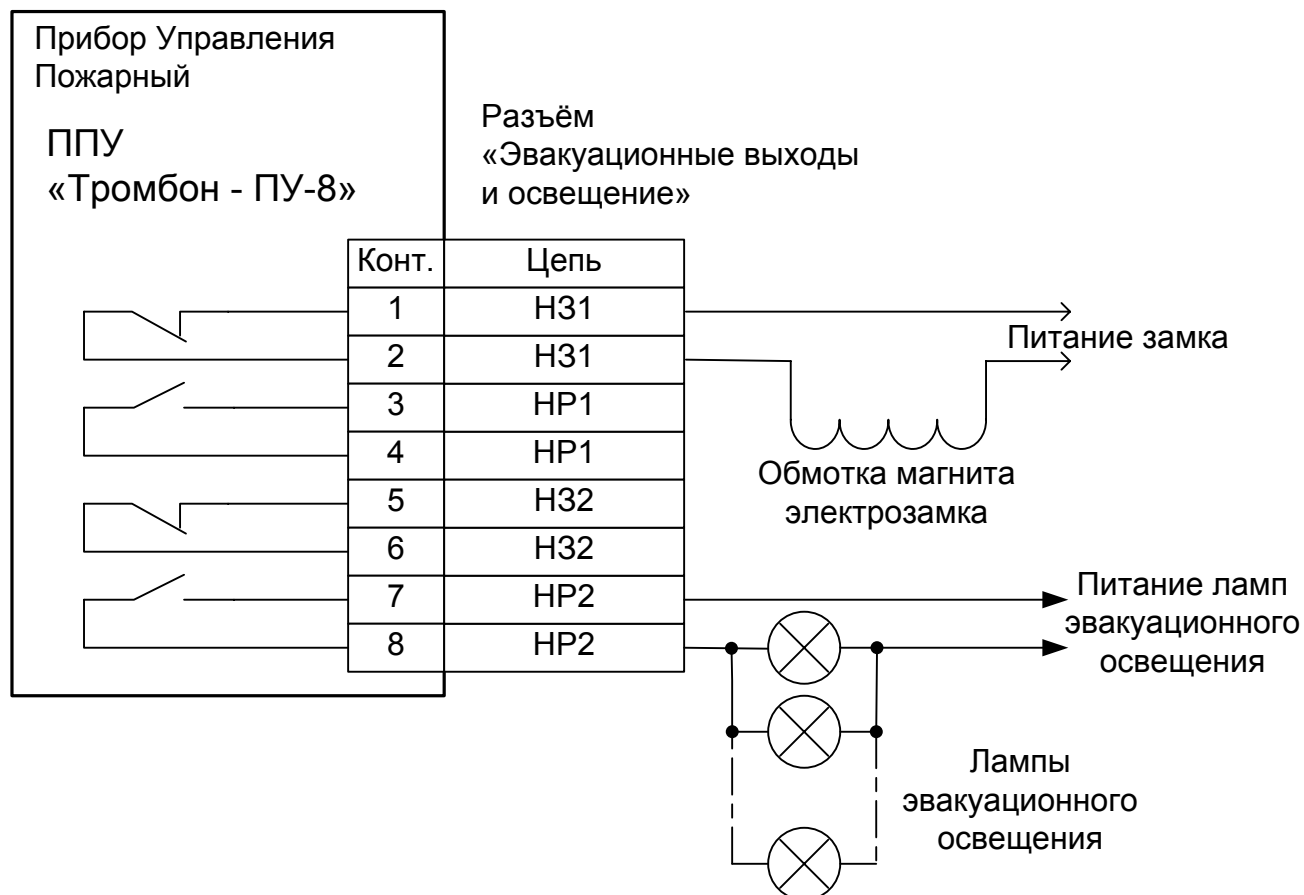 Прибор Управления
Пожарный
ППУ
«Тромбон - ПУ-8»
Разъём
«Эвакуационные выходы
и освещение»
Конт. Цепь
1 НЗ1
2 НЗ1
3 НР1
4 НР1
5 НЗ2
6 НЗ2
7 НР2
8 НР2
Питание замка
Обмотка магнита
электрозамка
Питание ламп
эвакуационного
освещения
Лампы
эвакуационного
освещения